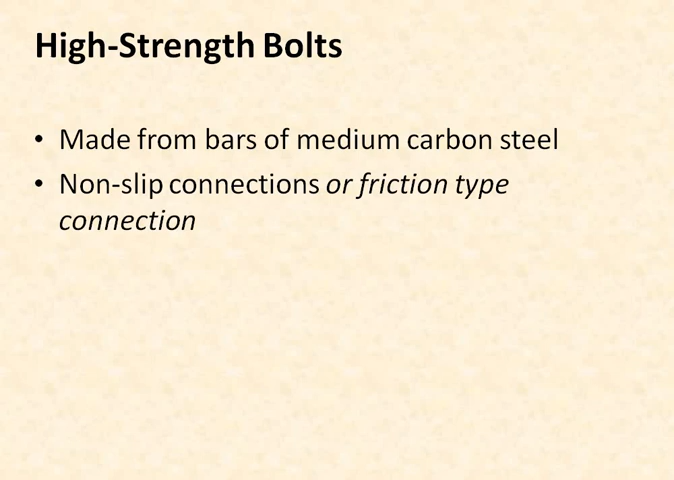 High-Strength Bolts
• Made from bars of medium carbon steel
• Non-slip connections or friction type
connection